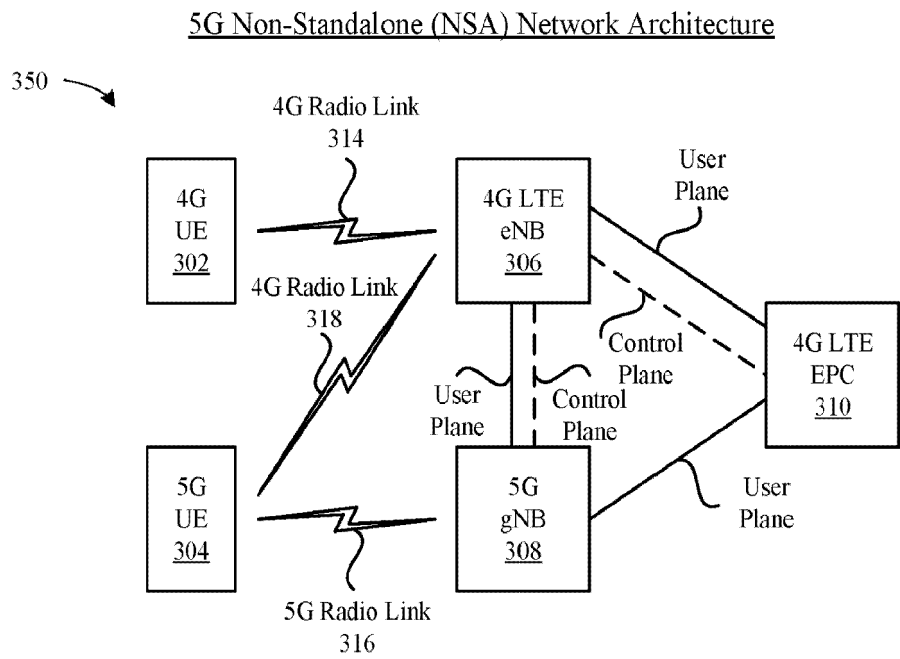 5G Non-Standalone (NSA) Network Architecture
350
4G Radio Link
314
4G
UE
302
4G LTE
eNB
306
User
Plane
4G Radio Link
318
Control
Plane
4G LTE
EPC
310
User
Plane
Control
Plane
5G
UE
304
5G
gNB
308
User
Plane
5G Radio Link
316